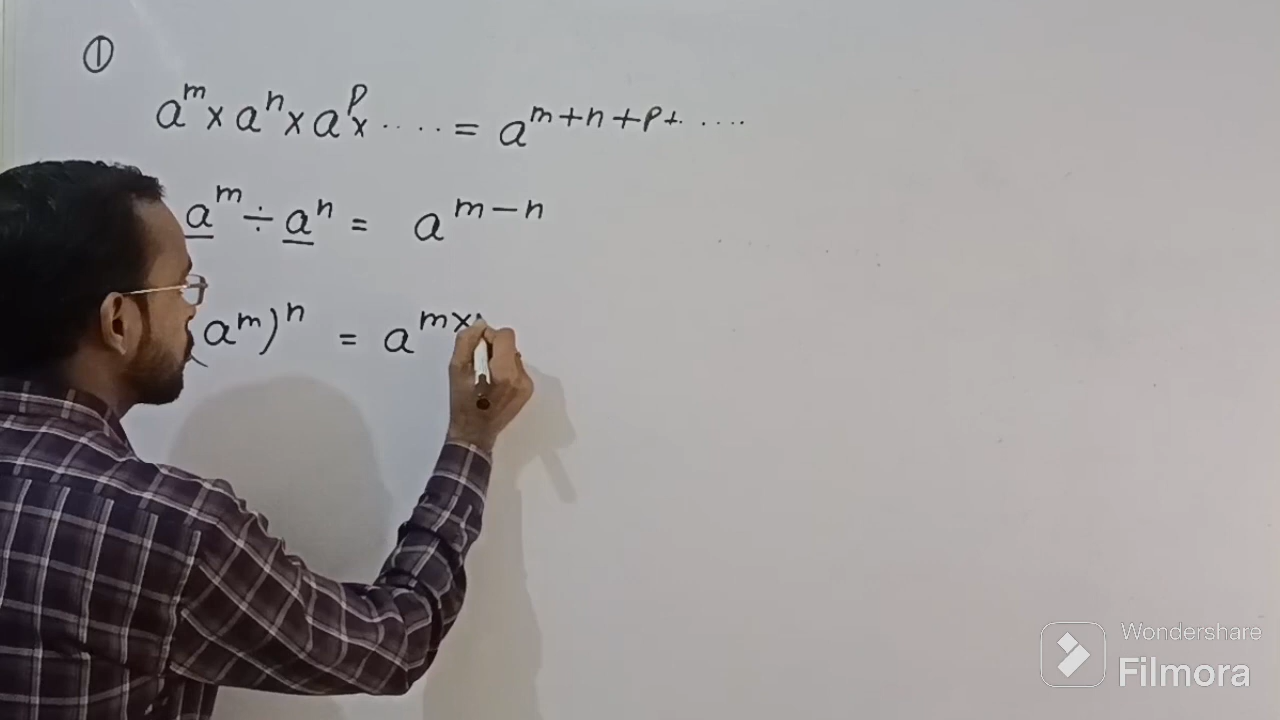 ①
a^m × a^n × a^p × ..... = a^(m+n+p+.....)
a^m ÷ a^n = a^(m-n)
(a^m)^n = a^(m×
Wondershare
Filmora